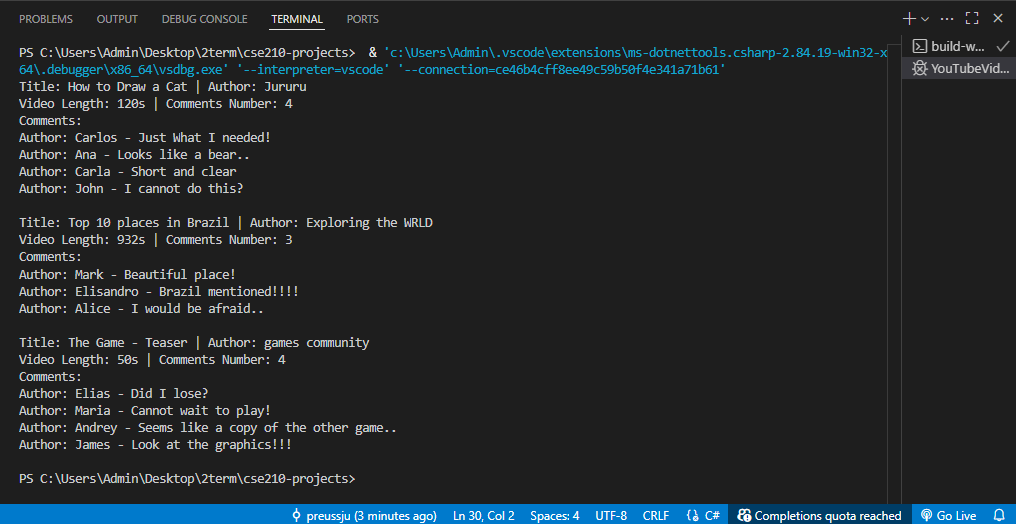 PROBLEMS OUTPUT DEBUG CONSOLE TERMINAL PORTS
PS C:\Users\Admin\Desktop\2term\cse210-projects>  & 'c:\Users\Admin\.vscode\extensions\ms-dotnettools.csharp-2.84.19-win32-x
64\.debugger\x86_64\vsdbg.exe' '--interpreter=vscode' '--connection=ce46b4cff8ee49c59b50f4e341a71b61'
Title: How to Draw a Cat | Author: Jururu
Video Length: 120s | Comments Number: 4
Comments:
Author: Carlos - Just What I needed!
Author: Ana - Looks like a bear..
Author: Carla - Short and clear
Author: John - I cannot do this?
Title: Top 10 places in Brazil | Author: Exploring the WRLD
Video Length: 932s | Comments Number: 3
Comments:
Author: Mark - Beautiful place!
Author: Elisandro - Brazil mentioned!!!!
Author: Alice - I would be afraid..
Title: The Game - Teaser | Author: games community
Video Length: 50s | Comments Number: 4
Comments:
Author: Elias - Did I lose?
Author: Maria - Cannot wait to play!
Author: Andrey - Seems like a copy of the other game..
Author: James - Look at the graphics!!!
PS C:\Users\Admin\Desktop\2term\cse210-projects>
build-w...
YouTubeVid...
preussju (3 minutes ago) Ln 30, Col 2 Spaces: 4 UTF-8 CRLF {} C# Completions quota reached Go Live